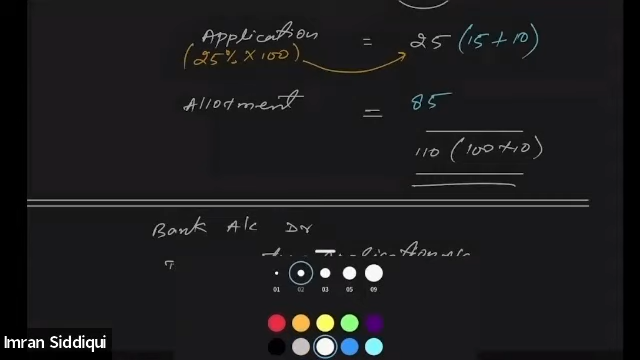 Application = 25 (15+10)
(25% × 100)
Allotment = 85
110 (100+10)
Bank A/c Dr
01 02 03 05 09
Imran Siddiqui